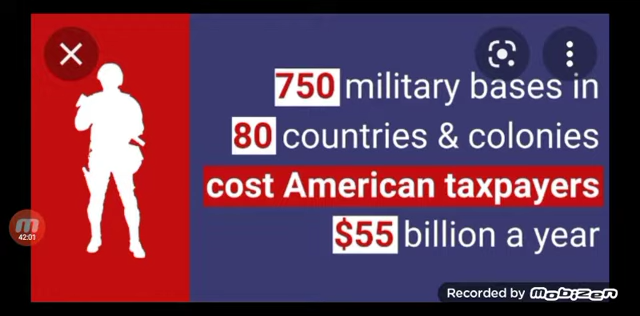 750 military bases in
80 countries & colonies
cost American taxpayers
$55 billion a year
42:01
Recorded by Mobizen